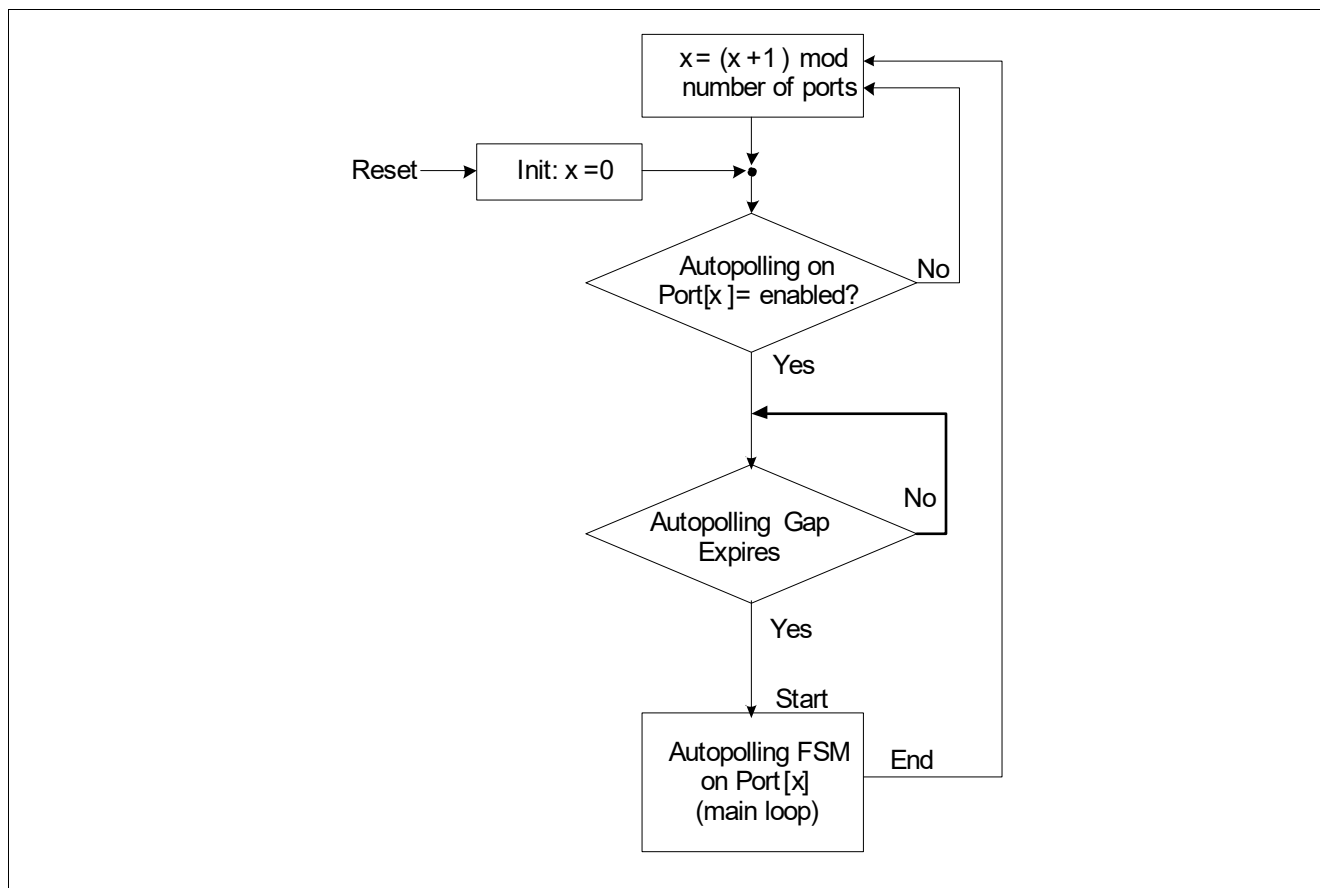 x = (x +1 ) mod
number of ports
Reset
Init: x =0
Autopolling on
Port[x ]= enabled?
No
Yes
No
Autopolling Gap
Expires
Yes
Start
Autopolling FSM
on Port [x]
(main loop)
End